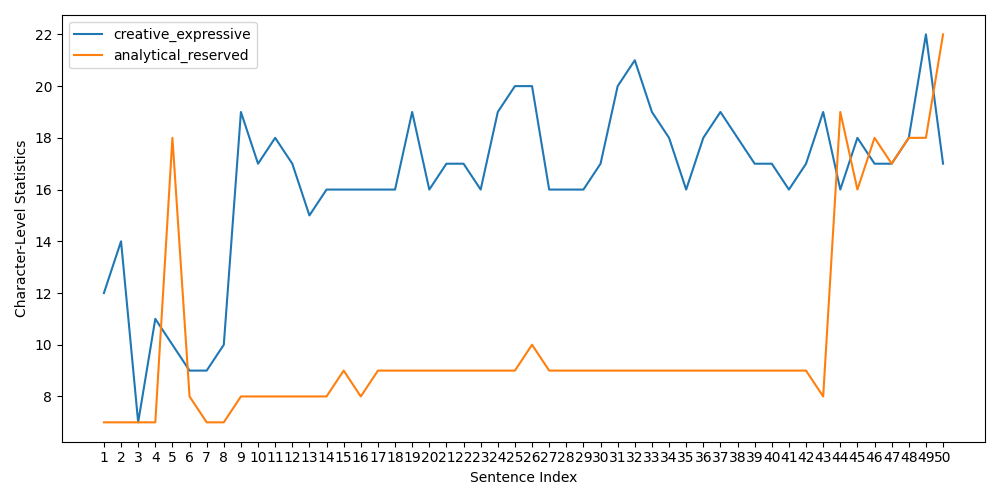 creative_expressive
analytical_reserved
Character-Level Statistics
22
20
18
16
14
12
10
8
1 2 3 4 5 6 7 8 9 10 11 12 13 14 15 16 17 18 19 20 21 22 23 24 25 26 27 28 29 30 31 32 33 34 35 36 37 38 39 40 41 42 43 44 45 46 47 48 49 50
Sentence Index